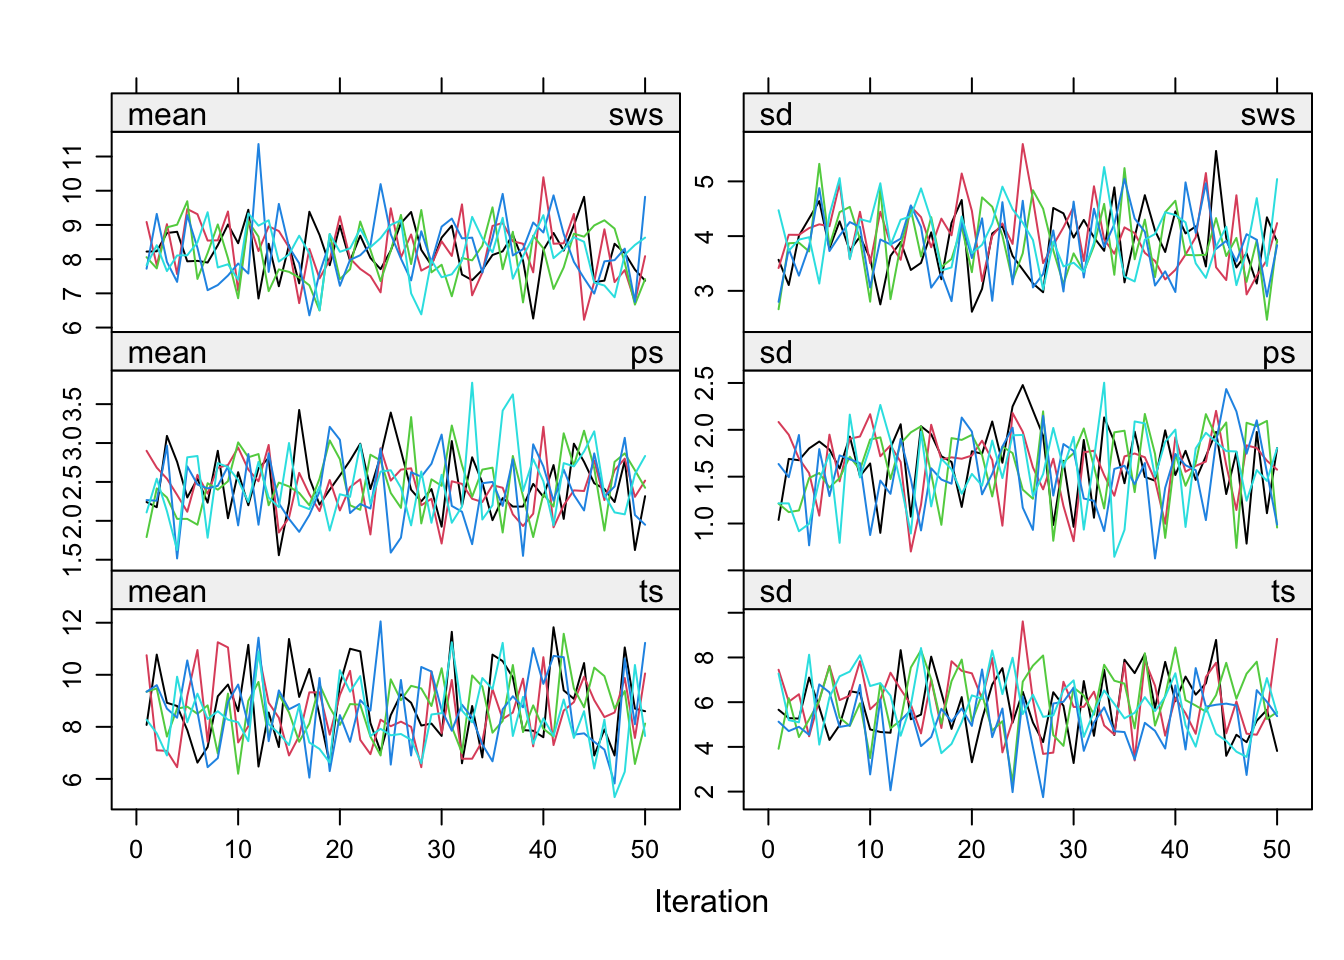 mean sws
sd sws
6 7 8 9 10 11
3 4 5
mean ps
sd ps
1.5 2.0 2.5 3.0 3.5
1.0 1.5 2.0 2.5
mean ts
sd ts
6 8 10 12
2 4 6 8
0 10 20 30 40 50
0 10 20 30 40 50
Iteration